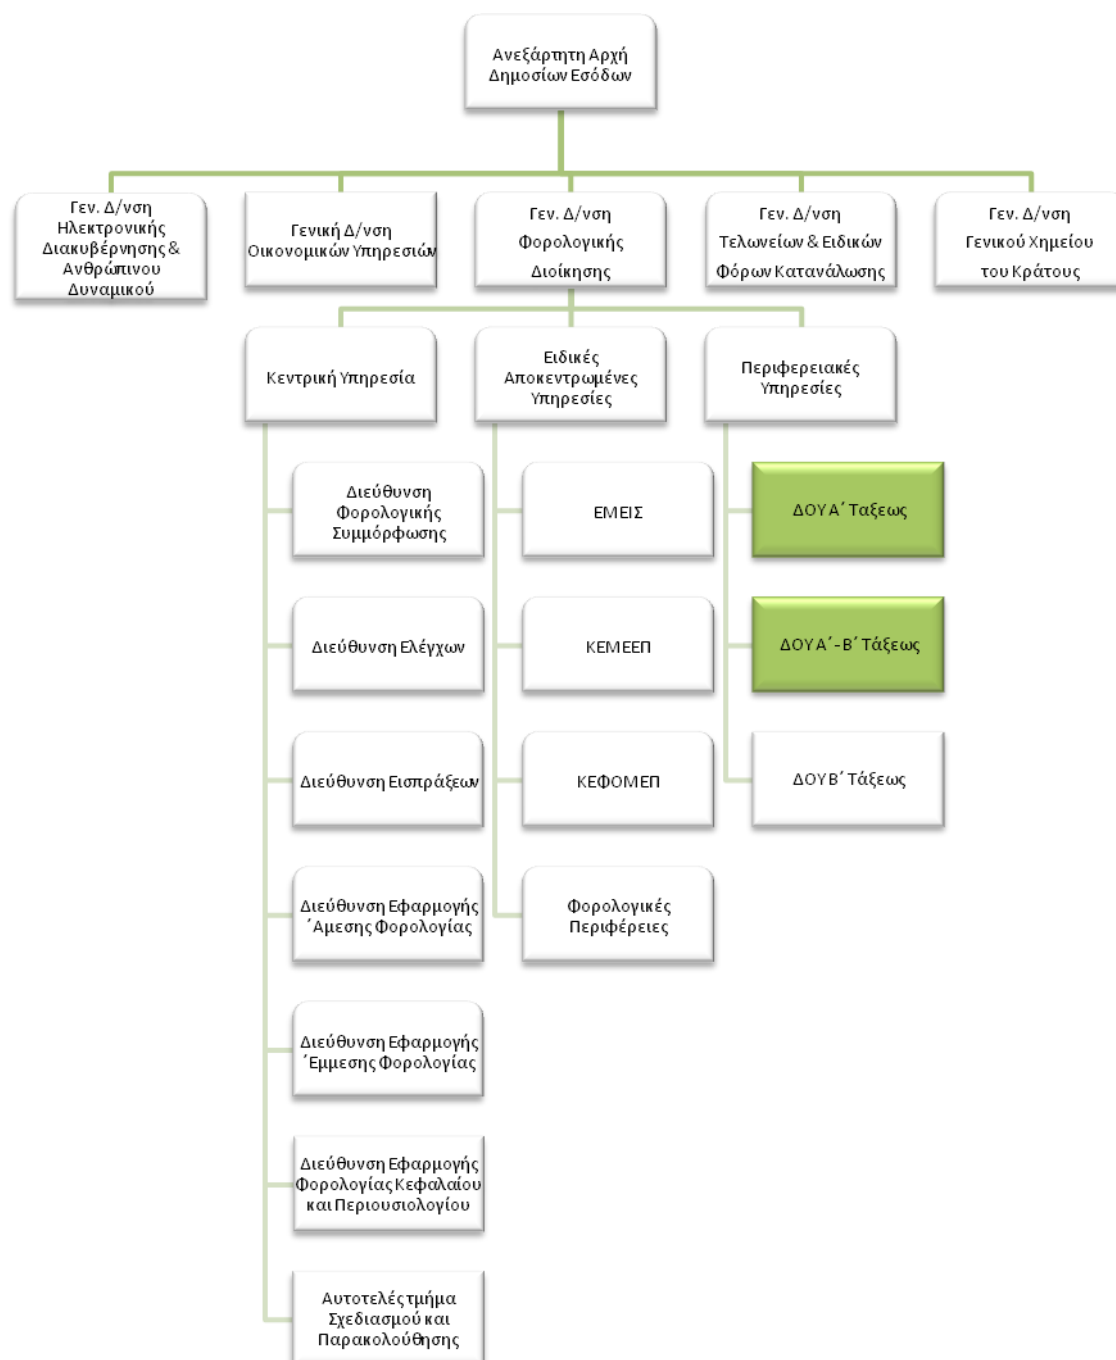 Ανεξάρτητη Αρχή
Δημοσίων Εσόδων
Γεν. Δ/νση
Ηλεκτρονικής
Διακυβέρνησης &
Ανθρώπινου
Δυναμικού
Γενική Δ/νση
Οικονομικών Υπηρεσιών
Γεν. Δ/νση
Φορολογικής
Διοίκησης
Γεν. Δ/νση
Τελωνείων & Ειδικών
Φόρων Κατανάλωσης
Γεν. Δ/νση
Γενικού Χημείου
του Κράτους
Κεντρική Υπηρεσία
Ειδικές
Αποκεντρωμένες
Υπηρεσίες
Περιφερειακές
Υπηρεσίες
Διεύθυνση
Φορολογικής
Συμμόρφωσης
Διεύθυνση Ελέγχων
Διεύθυνση Εισπράξεων
Διεύθυνση Εφαρμογής
΄Αμεσης Φορολογίας
Διεύθυνση Εφαρμογής
΄Εμμεσης Φορολογίας
Διεύθυνση Εφαρμογής
Φορολογίας Κεφαλαίου
και Περιουσιολογίου
Αυτοτελές τμήμα
Σχεδιασμού και
Παρακολούθησης
ΕΜΕΙΣ
ΚΕΜΕΕΠ
ΚΕΦΟΜΕΠ
Φορολογικές
Περιφέρειες
ΔΟΥ Α΄ Ταξεως
ΔΟΥ Α΄ - Β΄ Τάξεως
ΔΟΥ Β΄ Τάξεως